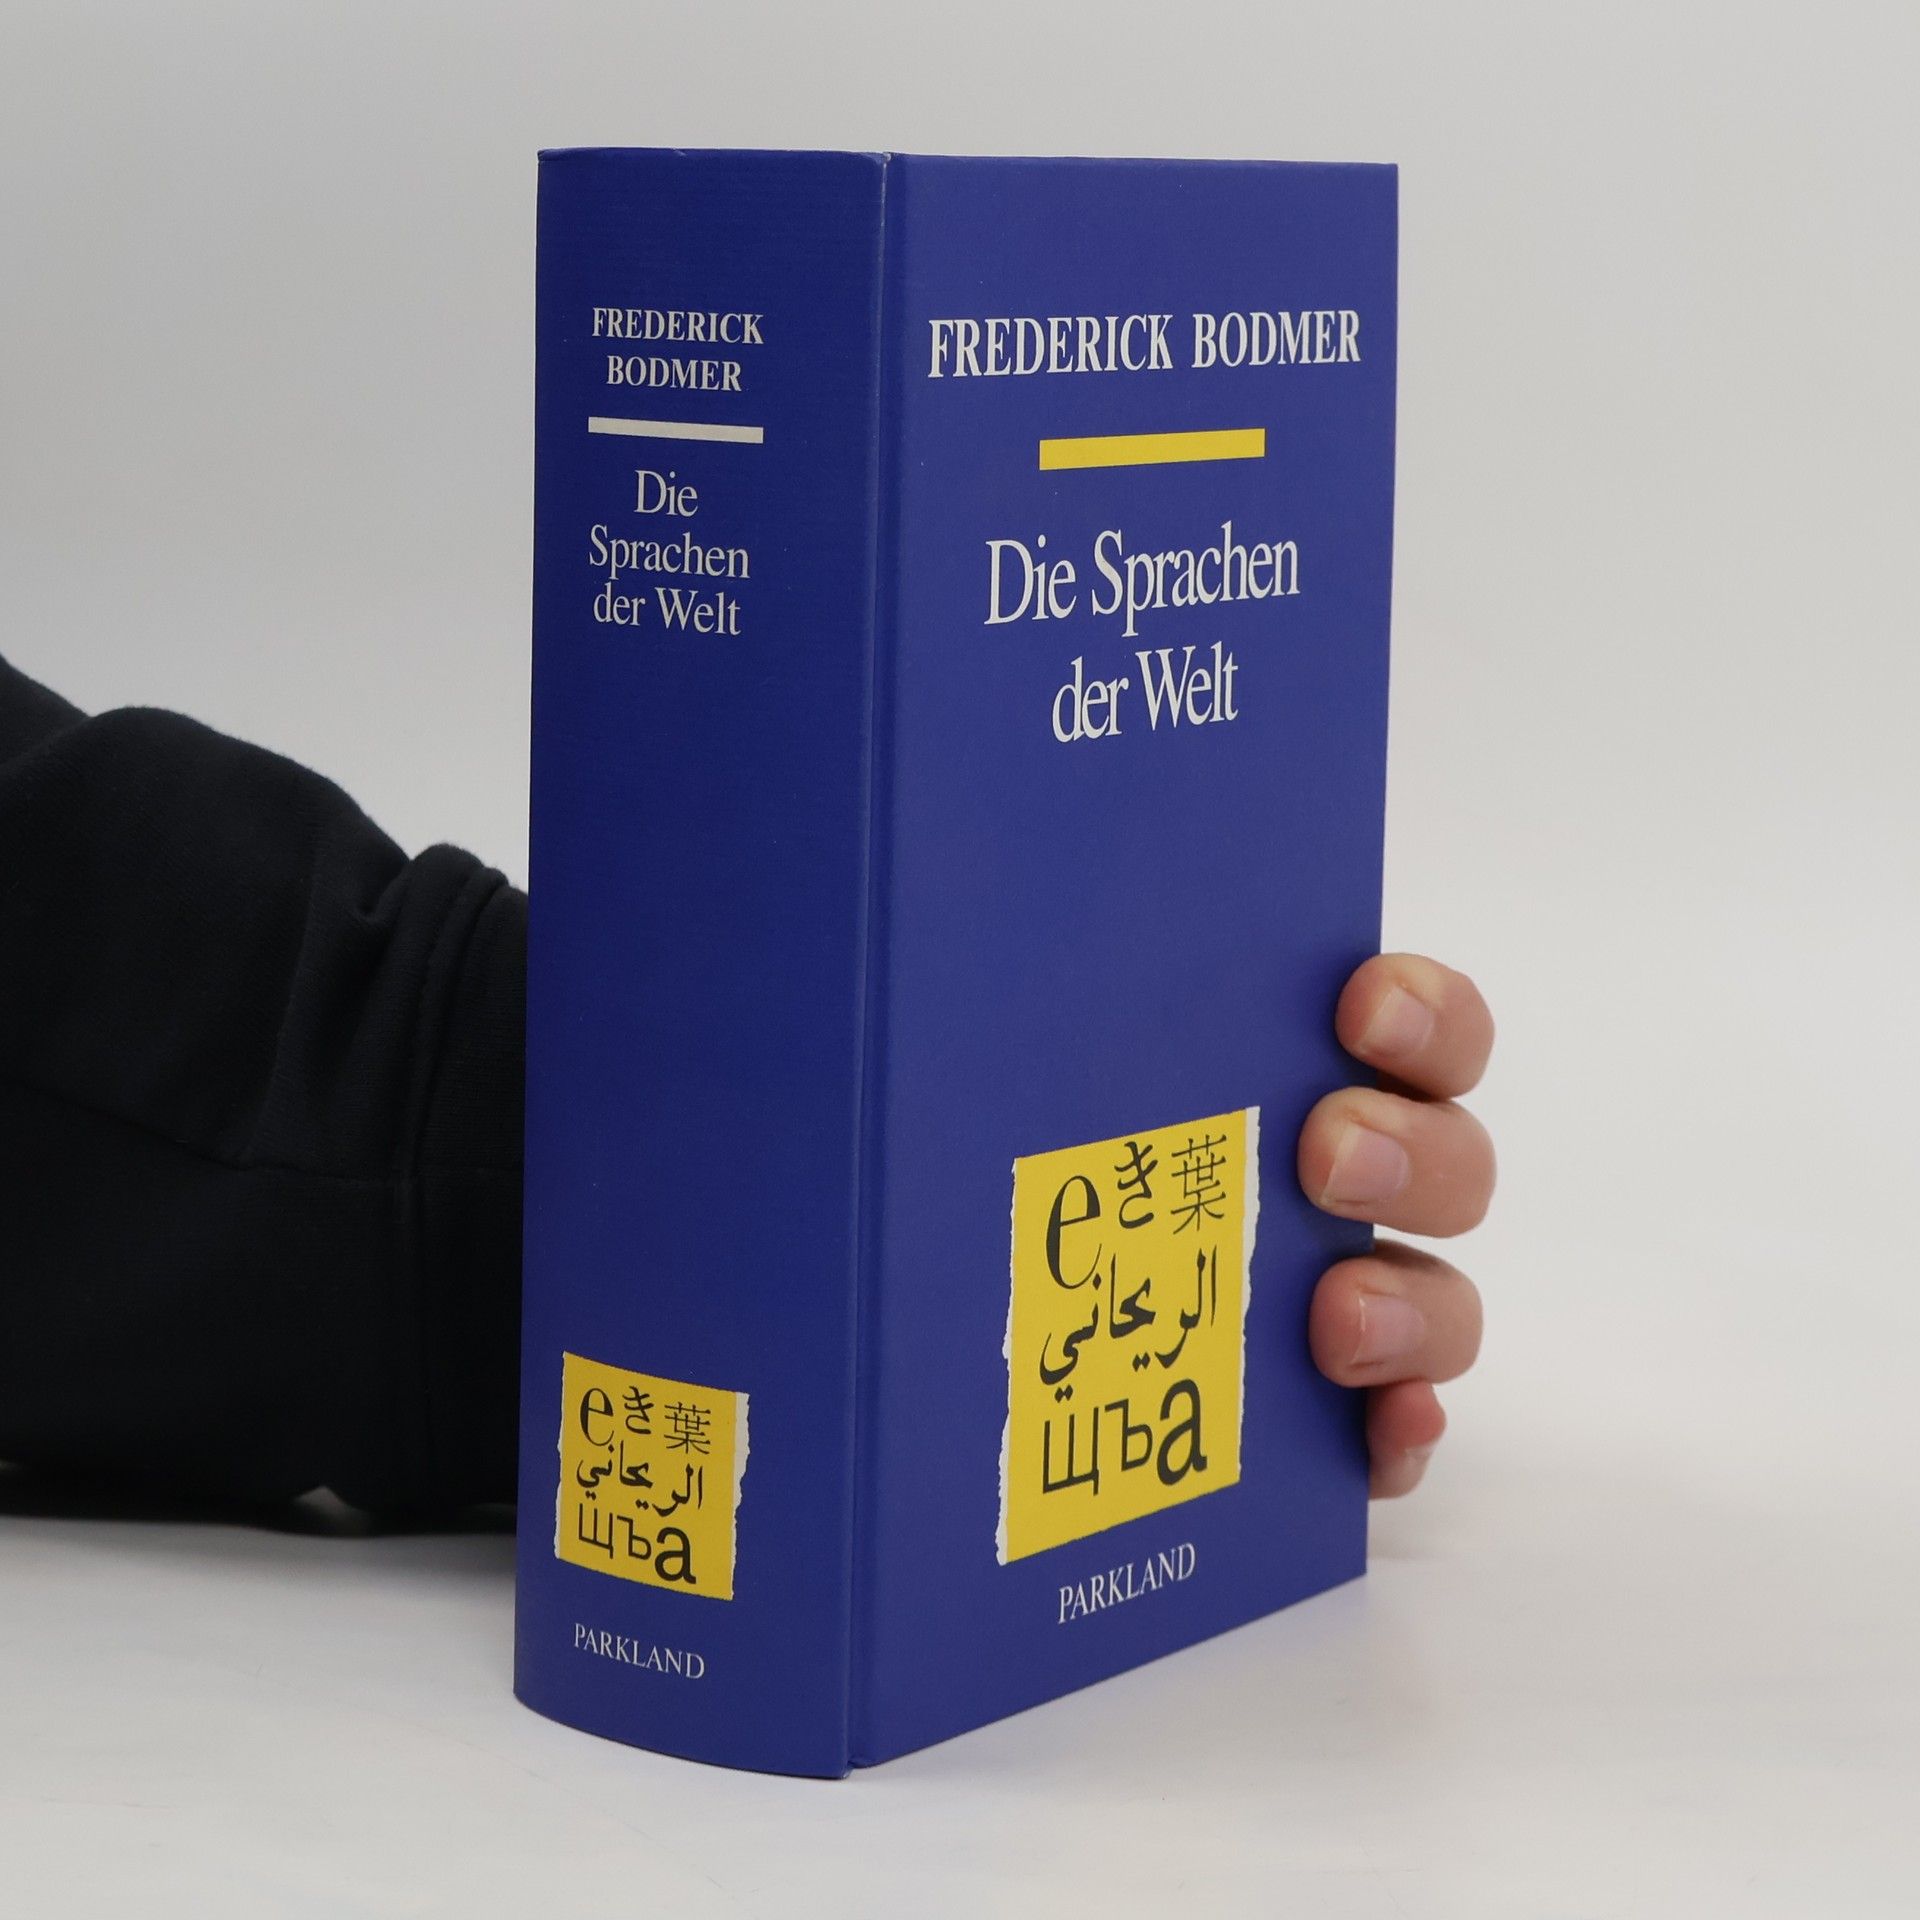 FREDERICK
BODMER
Die
Sprachen
der Welt
e き 葉
الريحاني
щъa
PARKLAND
FREDERICK BODMER
Die Sprachen
der Welt
e き 葉
الريحاني
щъa
PARKLAND